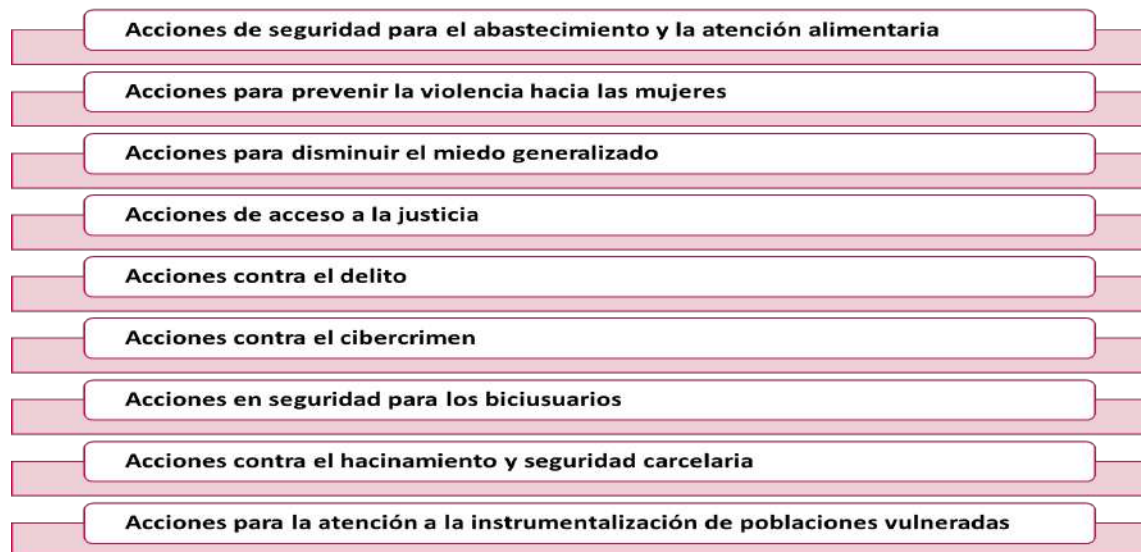 Acciones de seguridad para el abastecimiento y la atención alimentaria
Acciones para prevenir la violencia hacia las mujeres
Acciones para disminuir el miedo generalizado
Acciones de acceso a la justicia
Acciones contra el delito
Acciones contra el cibercrimen
Acciones en seguridad para los biciusuarios
Acciones contra el hacinamiento y seguridad carcelaria
Acciones para la atención a la instrumentalización de poblaciones vulneradas